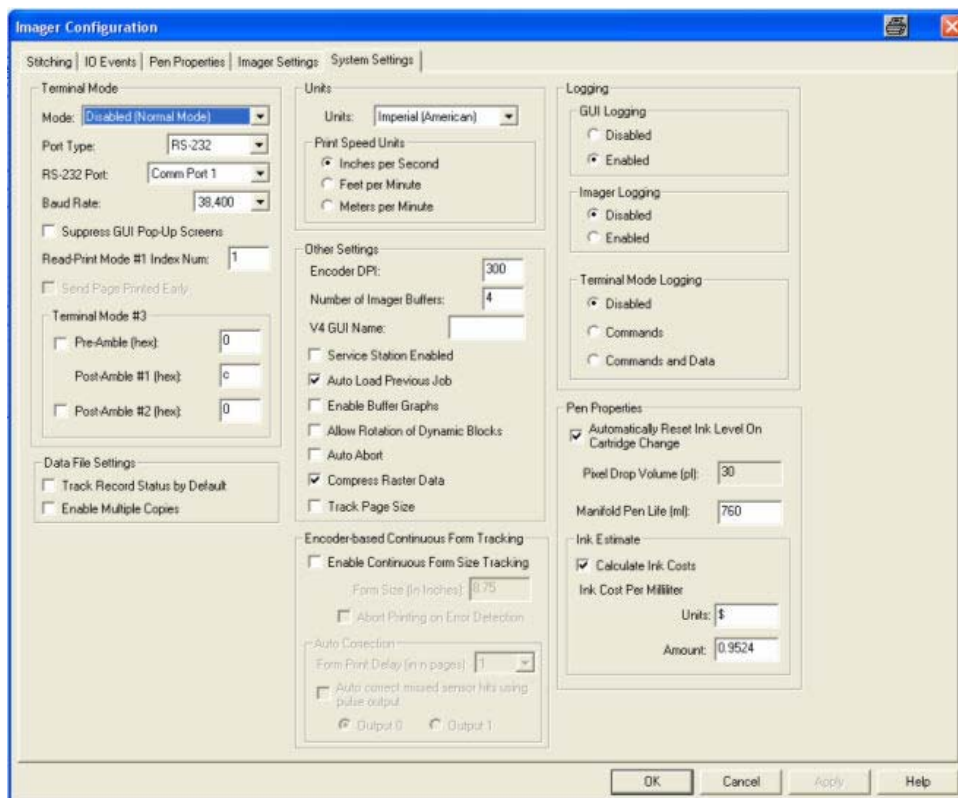 Imager Configuration
Stitching
IO Events
Pen Properties
Imager Settings
System Settings
Terminal Mode
Mode: Disabled (Normal Mode)
Port Type: RS-232
RS-232 Port: Comm Port 1
Baud Rate: 38,400
Suppress GUI Pop-Up Screens
Read-Print Mode #1 Index Num: 1
Send Page Printed Early
Terminal Mode #3
Pre-Amble (hex): 0
Post-Amble #1 (hex): c
Post-Amble #2 (hex): 0
Data File Settings
Track Record Status by Default
Enable Multiple Copies
Units
Units: Imperial (American)
Print Speed Units
Inches per Second
Feet per Minute
Meters per Minute
Other Settings
Encoder DPI: 300
Number of Imager Buffers: 4
V4 GUI Name:
Service Station Enabled
Auto Load Previous Job
Enable Buffer Graphs
Allow Rotation of Dynamic Blocks
Auto Abort
Compress Raster Data
Track Page Size
Encoder-based Continuous Form Tracking
Enable Continuous Form Size Tracking
Form Size (in Inches): 8.75
Abort Printing on Error Detection
Auto Correction
Form Print Delay (in n pages): 1
Auto correct missed sensor hits using
pulse output.
Output 0
Output 1
Logging
GUI Logging
Disabled
Enabled
Imager Logging
Disabled
Enabled
Terminal Mode Logging
Disabled
Commands
Commands and Data
Pen Properties
Automatically Reset Ink Level On
Cartridge Change
Pixel Drop Volume (pl): 30
Manifold Pen Life (ml): 760
Ink Estimate
Calculate Ink Costs
Ink Cost Per Milliliter
Units: $
Amount: 0.9524
OK
Cancel
Apply
Help